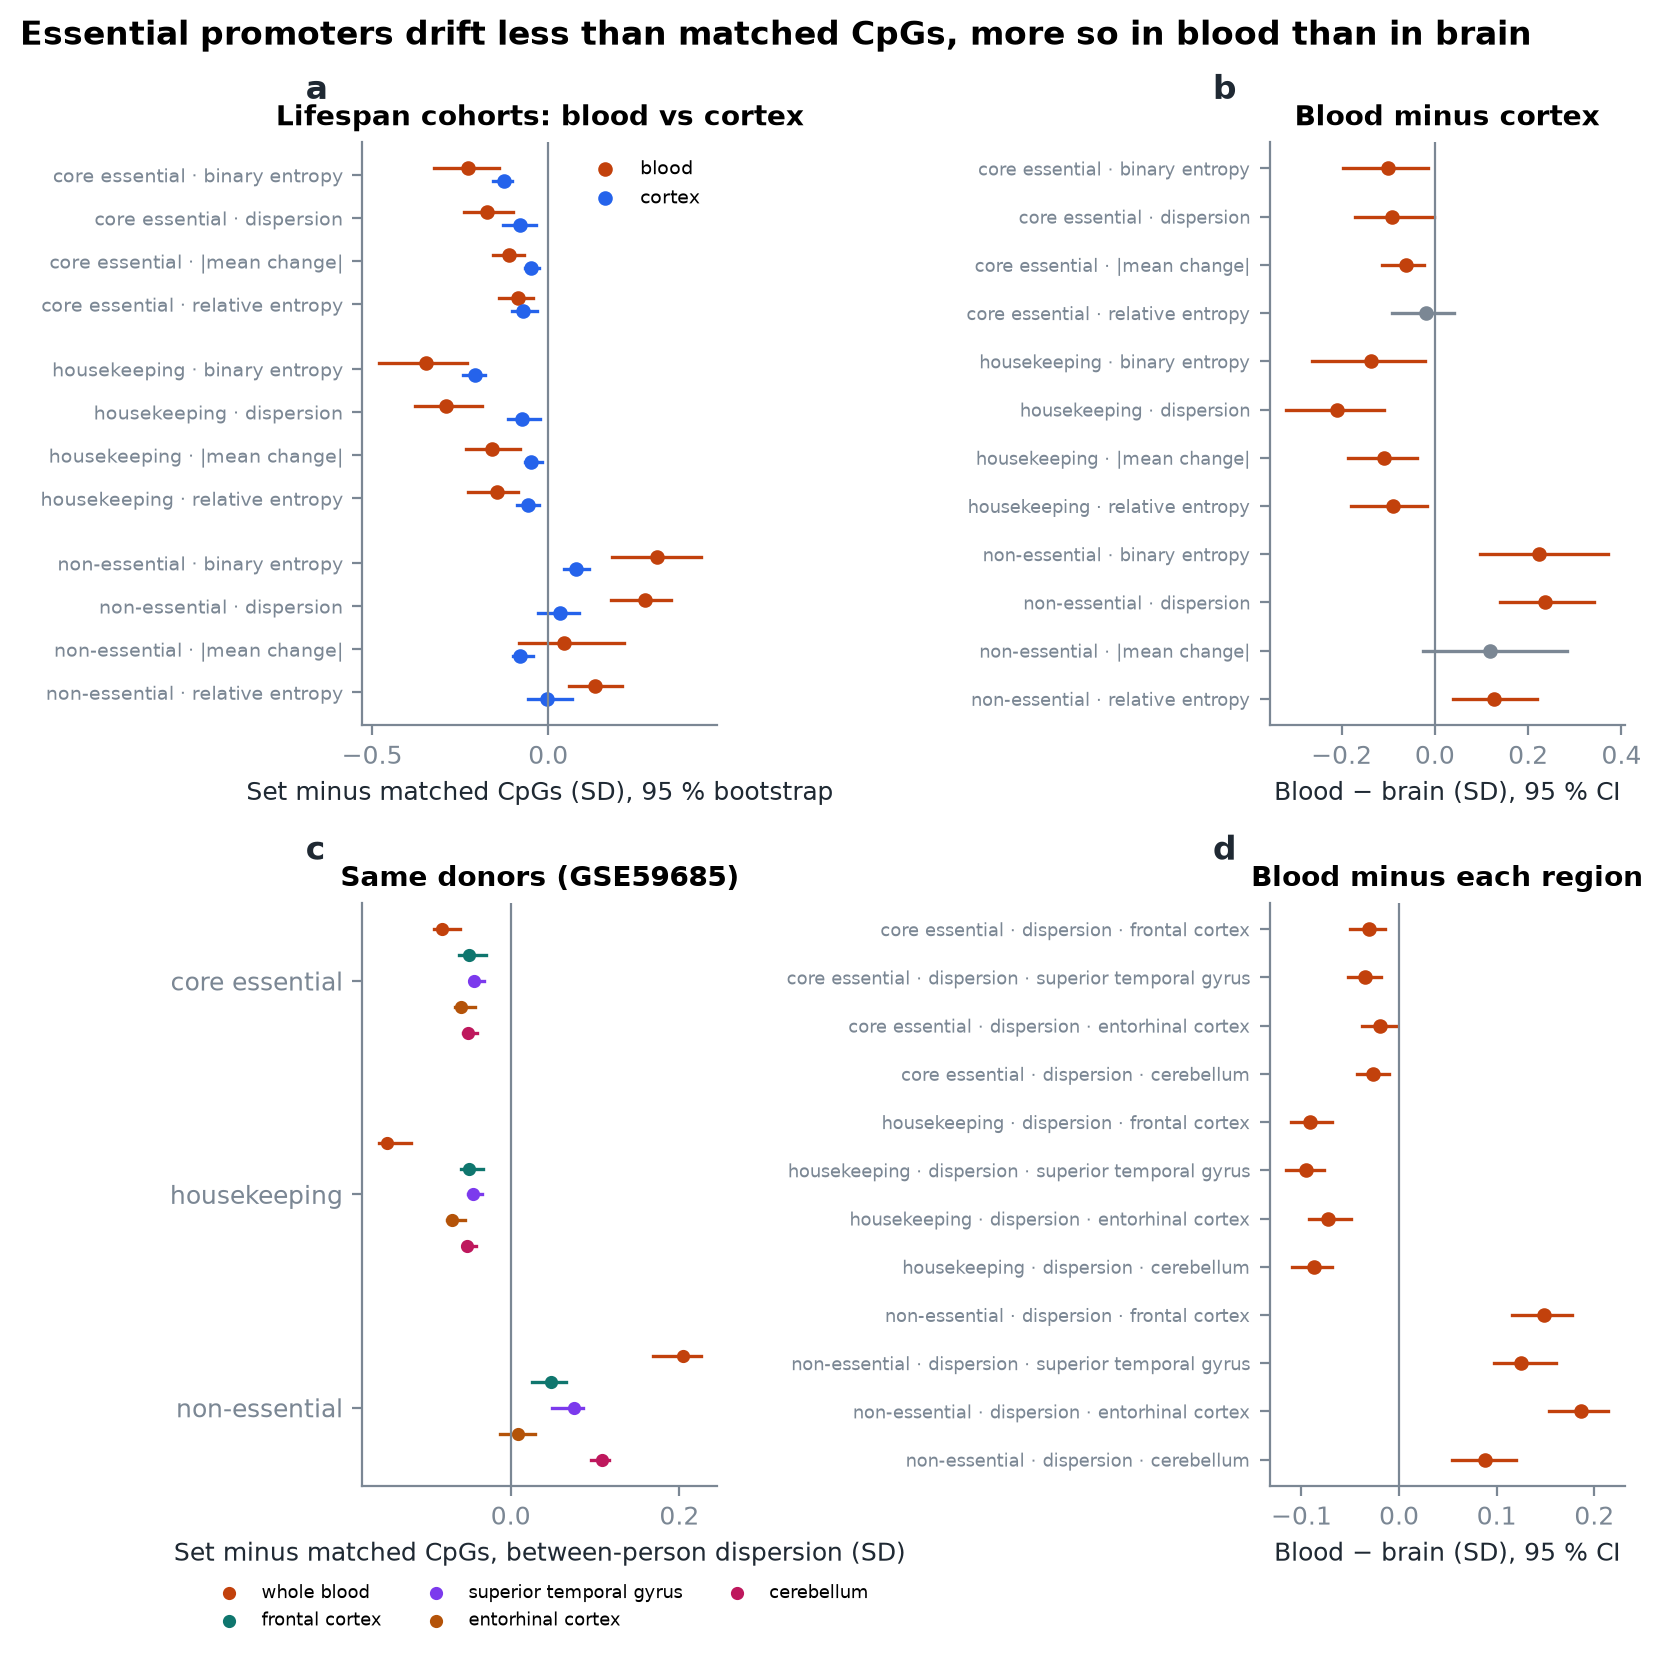 Essential promoters drift less than matched CpGs, more so in blood than in brain
a
Lifespan cohorts: blood vs cortex
blood
cortex
core essential · binary entropy
core essential · dispersion
core essential · |mean change|
core essential · relative entropy
housekeeping · binary entropy
housekeeping · dispersion
housekeeping · |mean change|
housekeeping · relative entropy
non-essential · binary entropy
non-essential · dispersion
non-essential · |mean change|
non-essential · relative entropy
−0.5 0.0
Set minus matched CpGs (SD), 95 % bootstrap
b
Blood minus cortex
core essential · binary entropy
core essential · dispersion
core essential · |mean change|
core essential · relative entropy
housekeeping · binary entropy
housekeeping · dispersion
housekeeping · |mean change|
housekeeping · relative entropy
non-essential · binary entropy
non-essential · dispersion
non-essential · |mean change|
non-essential · relative entropy
−0.2 0.0 0.2 0.4
Blood − brain (SD), 95 % CI
c
Same donors (GSE59685)
core essential
housekeeping
non-essential
0.0 0.2
Set minus matched CpGs, between-person dispersion (SD)
whole blood
frontal cortex
superior temporal gyrus
entorhinal cortex
cerebellum
d
Blood minus each region
core essential · dispersion · frontal cortex
core essential · dispersion · superior temporal gyrus
core essential · dispersion · entorhinal cortex
core essential · dispersion · cerebellum
housekeeping · dispersion · frontal cortex
housekeeping · dispersion · superior temporal gyrus
housekeeping · dispersion · entorhinal cortex
housekeeping · dispersion · cerebellum
non-essential · dispersion · frontal cortex
non-essential · dispersion · superior temporal gyrus
non-essential · dispersion · entorhinal cortex
non-essential · dispersion · cerebellum
−0.1 0.0 0.1 0.2
Blood − brain (SD), 95 % CI